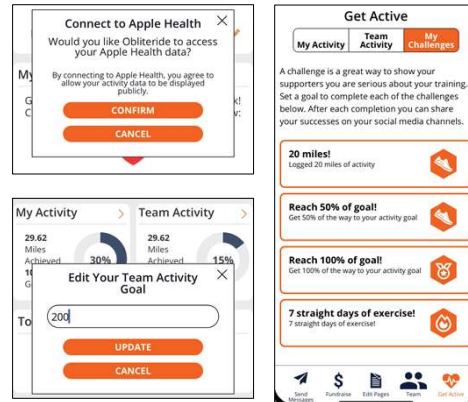 Connect to Apple Health
Would you like Obliteride to access
your Apple Health data?
By connecting to Apple Health, you agree to
allow your activity data to be displayed
publicly.
CONFIRM
CANCEL
My Activity
Team Activity
29.62
Miles
Achieved
30%
29.62
Miles
Achieved
15%
Edit Your Team Activity
Goal
200
UPDATE
CANCEL
Get Active
My Activity
Team
Activity
My
Challenges
A challenge is a great way to show your
supporters you are serious about your training.
Set a goal to complete each of the challenges
below. After each completion you can share
your successes on your social media channels.
20 miles!
Logged 20 miles of activity
Reach 50% of goal!
Get 50% of the way to your activity goal
Reach 100% of goal!
Get 100% of the way to your activity goal
7 straight days of exercise!
7 straight days of exercise!
Send
Messages
Fundraise
Edit Pages
Team
Get Active